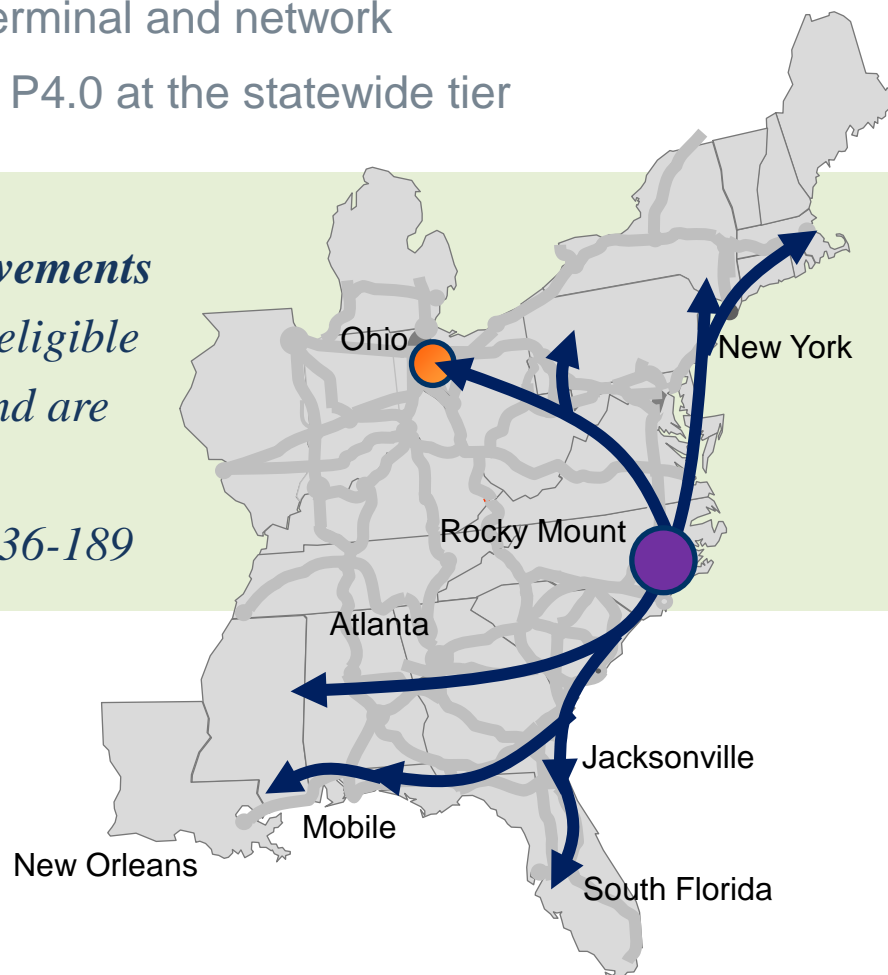 erminal and network
P4.0 at the statewide tier
vements
eligible
nd are
36-189
Ohio
New York
Rocky Mount
Atlanta
Jacksonville
Mobile
New Orleans
South Florida